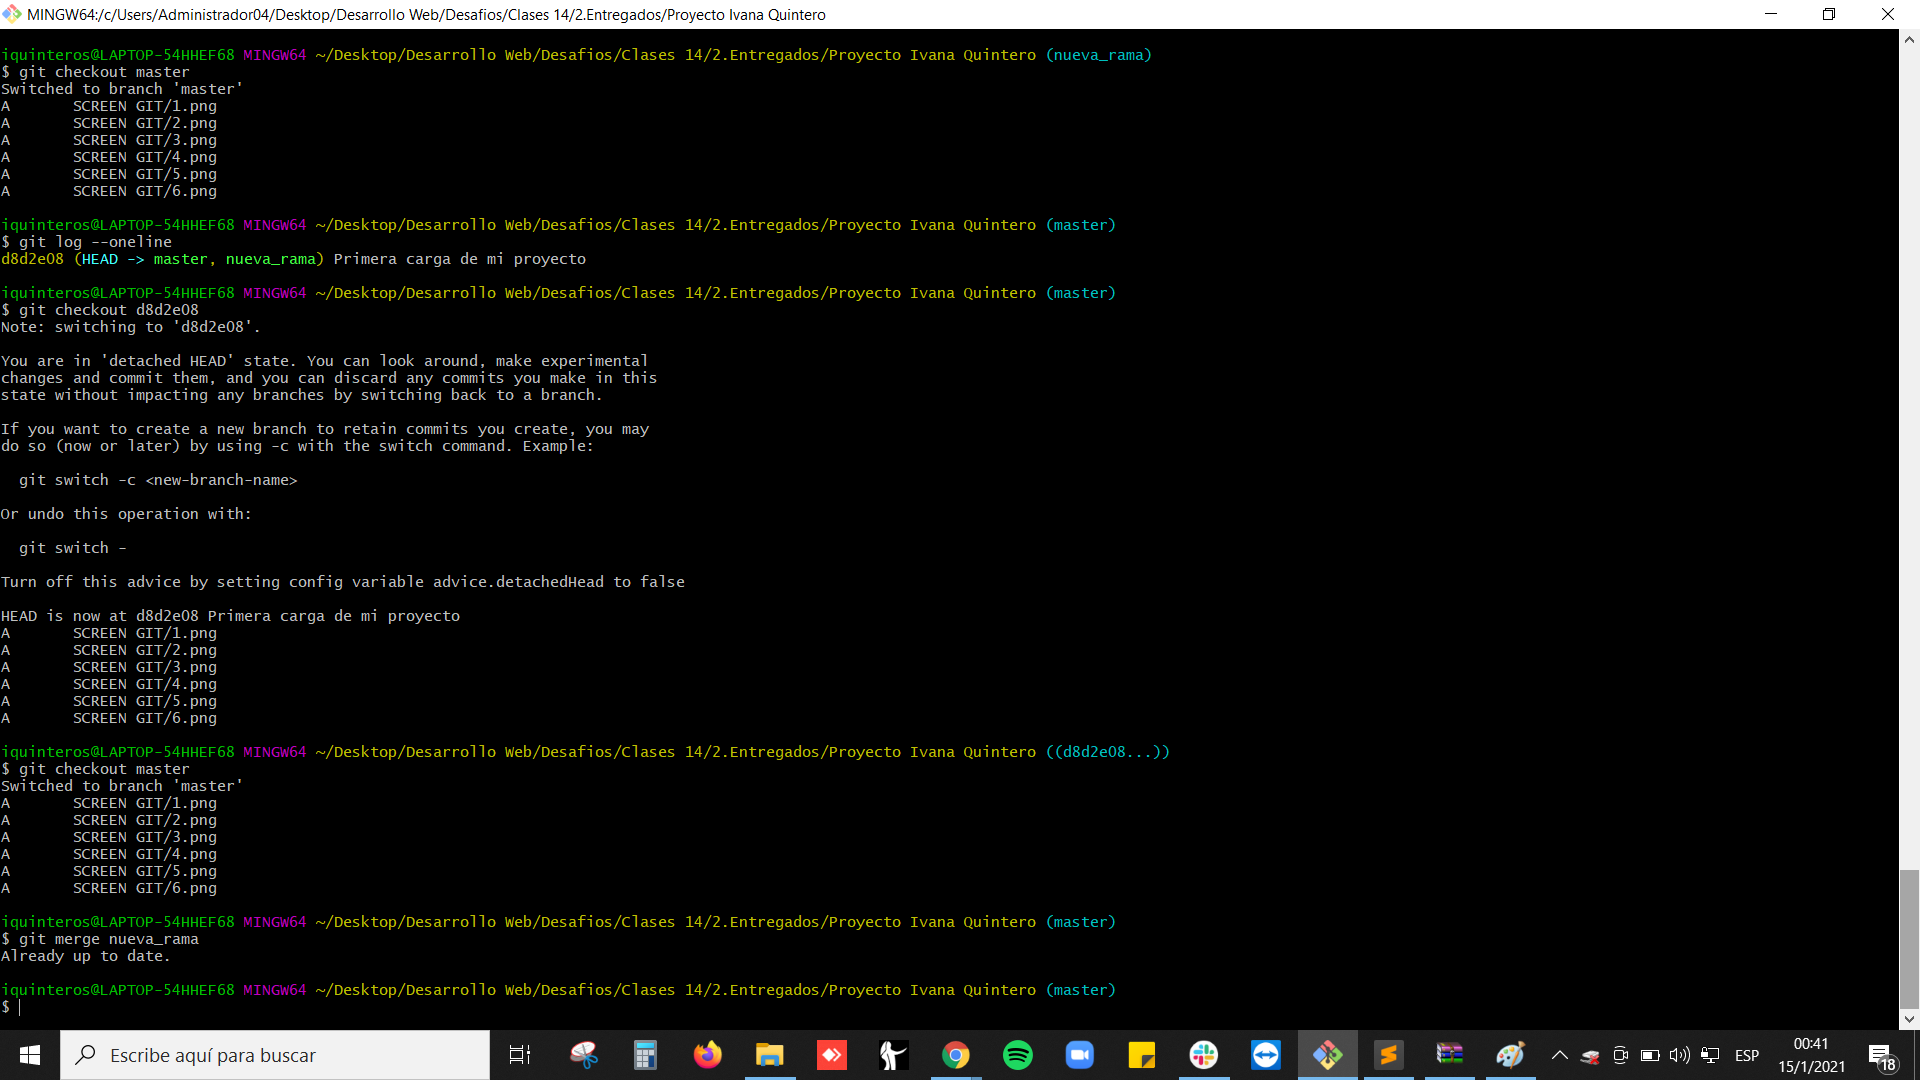 MINGW64:/c/Users/Administrador04/Desktop/Desarrollo Web/Desafios/Clases 14/2.Entregados/Proyecto Ivana Quintero
iquinteros@LAPTOP-54HHEF68 MINGW64 ~/Desktop/Desarrollo Web/Desafios/Clases 14/2.Entregados/Proyecto Ivana Quintero (nueva_rama)
$ git checkout master
Switched to branch 'master'
A       SCREEN GIT/1.png
A       SCREEN GIT/2.png
A       SCREEN GIT/3.png
A       SCREEN GIT/4.png
A       SCREEN GIT/5.png
A       SCREEN GIT/6.png
iquinteros@LAPTOP-54HHEF68 MINGW64 ~/Desktop/Desarrollo Web/Desafios/Clases 14/2.Entregados/Proyecto Ivana Quintero (master)
$ git log --oneline
d8d2e08 (HEAD -> master, nueva_rama) Primera carga de mi proyecto
iquinteros@LAPTOP-54HHEF68 MINGW64 ~/Desktop/Desarrollo Web/Desafios/Clases 14/2.Entregados/Proyecto Ivana Quintero (master)
$ git checkout d8d2e08
Note: switching to 'd8d2e08'.
You are in 'detached HEAD' state. You can look around, make experimental
changes and commit them, and you can discard any commits you make in this
state without impacting any branches by switching back to a branch.
If you want to create a new branch to retain commits you create, you may
do so (now or later) by using -c with the switch command. Example:
  git switch -c <new-branch-name>
Or undo this operation with:
  git switch -
Turn off this advice by setting config variable advice.detachedHead to false
HEAD is now at d8d2e08 Primera carga de mi proyecto
A       SCREEN GIT/1.png
A       SCREEN GIT/2.png
A       SCREEN GIT/3.png
A       SCREEN GIT/4.png
A       SCREEN GIT/5.png
A       SCREEN GIT/6.png
iquinteros@LAPTOP-54HHEF68 MINGW64 ~/Desktop/Desarrollo Web/Desafios/Clases 14/2.Entregados/Proyecto Ivana Quintero ((d8d2e08...))
$ git checkout master
Switched to branch 'master'
A       SCREEN GIT/1.png
A       SCREEN GIT/2.png
A       SCREEN GIT/3.png
A       SCREEN GIT/4.png
A       SCREEN GIT/5.png
A       SCREEN GIT/6.png
iquinteros@LAPTOP-54HHEF68 MINGW64 ~/Desktop/Desarrollo Web/Desafios/Clases 14/2.Entregados/Proyecto Ivana Quintero (master)
$ git merge nueva_rama
Already up to date.
iquinteros@LAPTOP-54HHEF68 MINGW64 ~/Desktop/Desarrollo Web/Desafios/Clases 14/2.Entregados/Proyecto Ivana Quintero (master)
$
Escribe aquí para buscar
ESP
00:41
15/1/2021
18